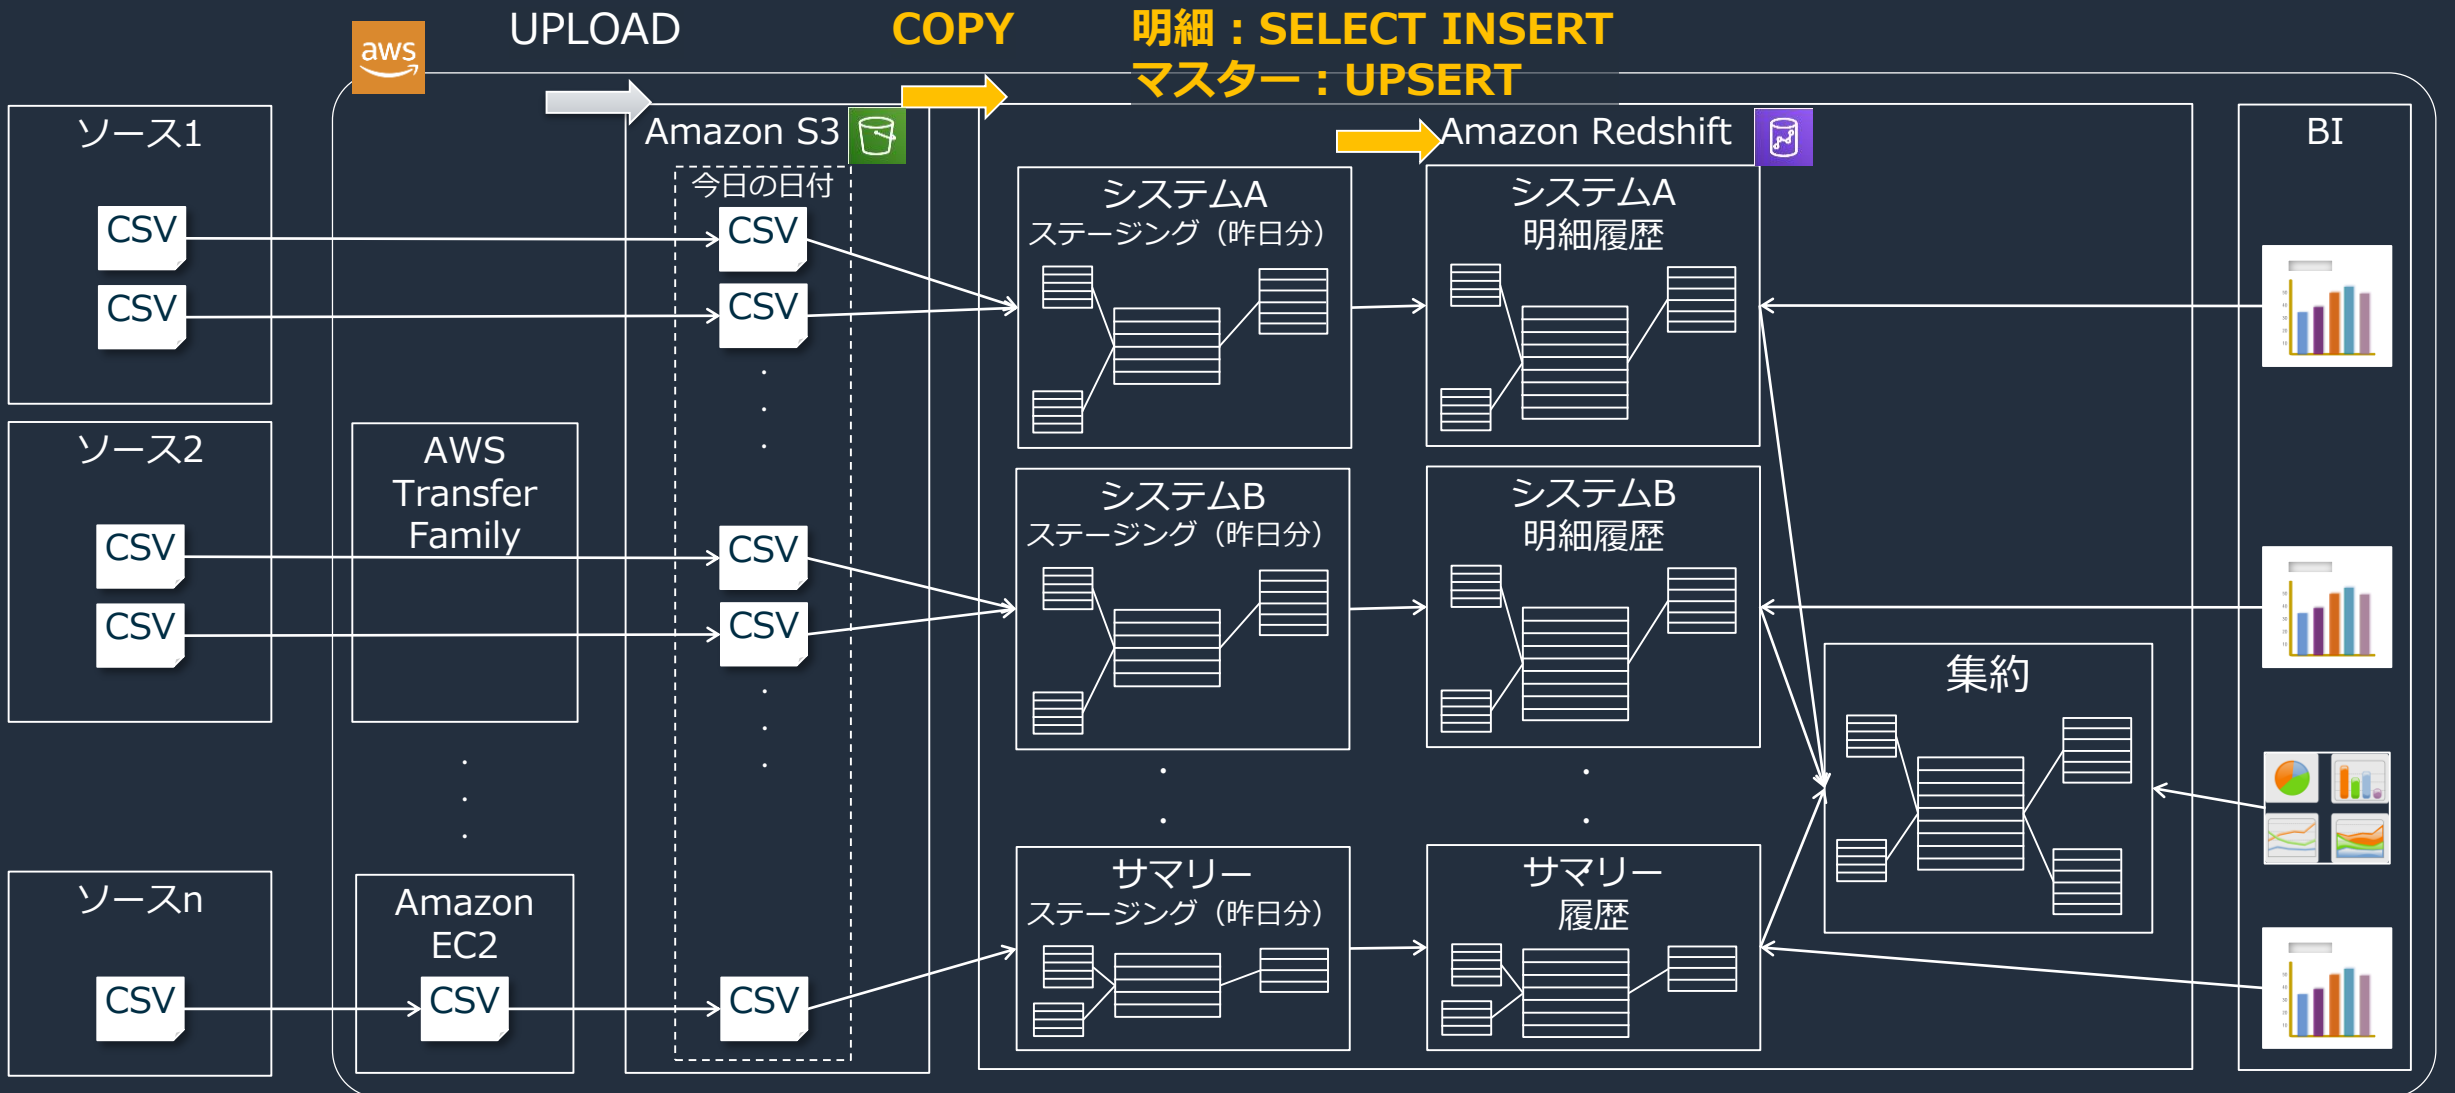 UPLOAD
COPY
明細：SELECT INSERT
マスター：UPSERT
aws
ソース1
CSV
CSV
ソース2
CSV
CSV
ソースn
CSV
AWS
Transfer
Family
Amazon
EC2
CSV
Amazon S3
今日の日付
CSV
CSV
CSV
CSV
CSV
Amazon Redshift
システムA
ステージング（昨日分）
システムB
ステージング（昨日分）
サマリー
ステージング（昨日分）
システムA
明細履歴
システムB
明細履歴
サマリー
履歴
集約
BI